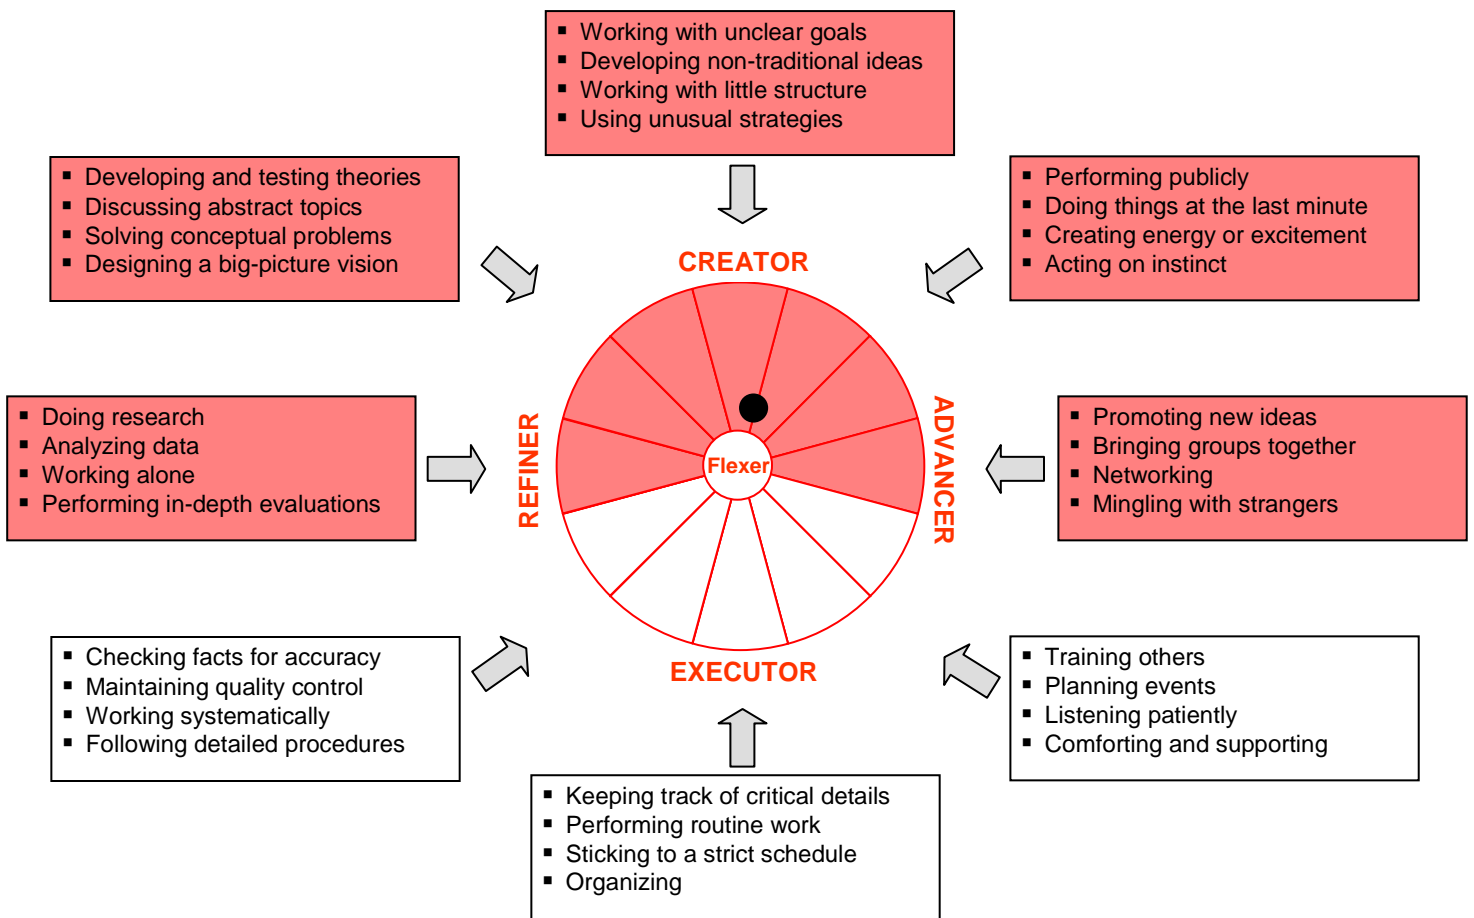 ▪ Working with unclear goals
▪ Developing non-traditional ideas
▪ Working with little structure
▪ Using unusual strategies
▪ Developing and testing theories
▪ Discussing abstract topics
▪ Solving conceptual problems
▪ Designing a big-picture vision
▪ Performing publicly
▪ Doing things at the last minute
▪ Creating energy or excitement
▪ Acting on instinct
CREATOR
▪ Doing research
▪ Analyzing data
▪ Working alone
▪ Performing in-depth evaluations
REFINER
Flexer
ADVANCER
▪ Promoting new ideas
▪ Bringing groups together
▪ Networking
▪ Mingling with strangers
EXECUTOR
▪ Checking facts for accuracy
▪ Maintaining quality control
▪ Working systematically
▪ Following detailed procedures
▪ Training others
▪ Planning events
▪ Listening patiently
▪ Comforting and supporting
▪ Keeping track of critical details
▪ Performing routine work
▪ Sticking to a strict schedule
▪ Organizing